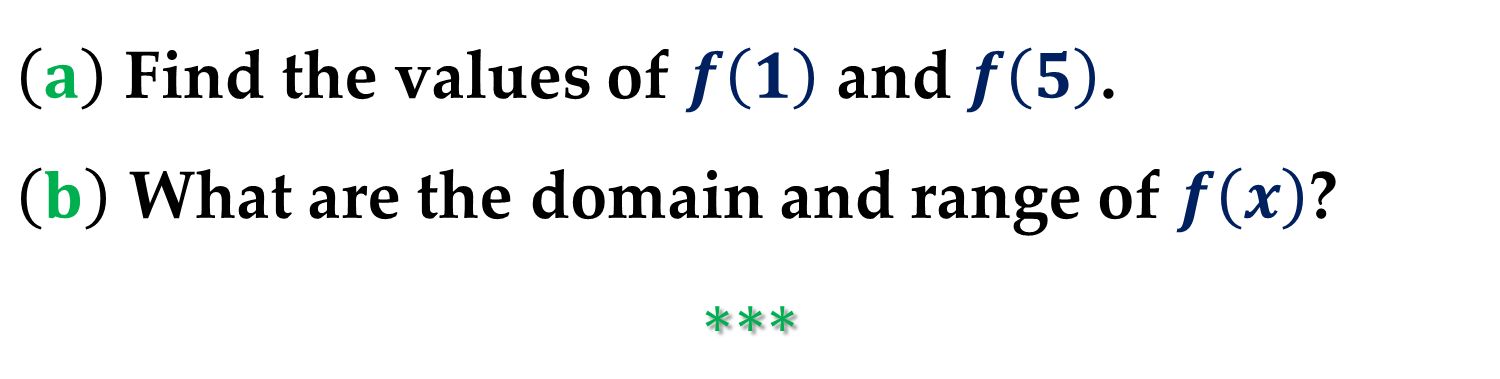 (a) Find the values of f(1) and f(5).
(b) What are the domain and range of f(x)?
***